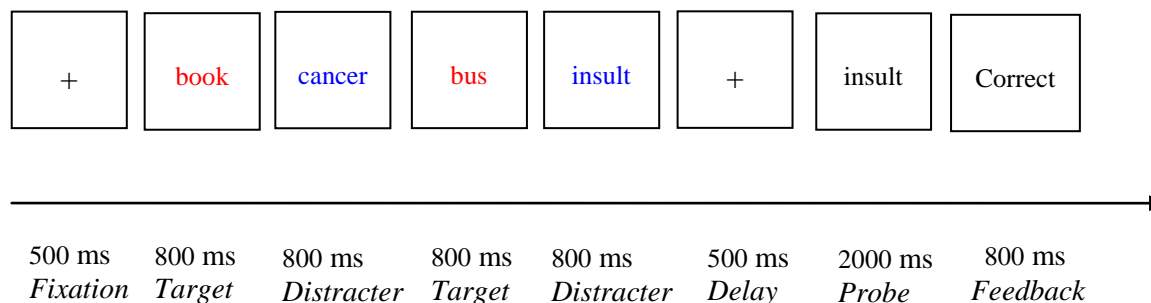 + book cancer bus insult + insult Correct
500 ms 800 ms 800 ms 800 ms 800 ms 500 ms 2000 ms 800 ms
Fixation Target Distracter Target Distracter Delay Probe Feedback